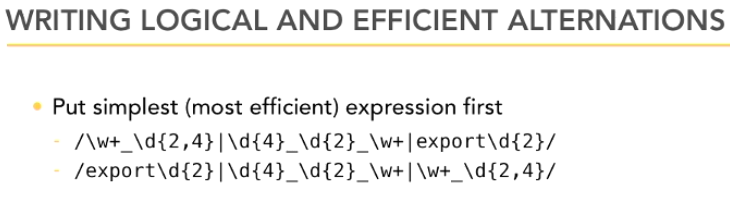 WRITING LOGICAL AND EFFICIENT ALTERNATIONS
• Put simplest (most efficient) expression first
- /\w+_\d{2,4}|\d{4}_\d{2}_\w+|export\d{2}/
- /export\d{2}|\d{4}_\d{2}_\w+|\w+_\d{2,4}/